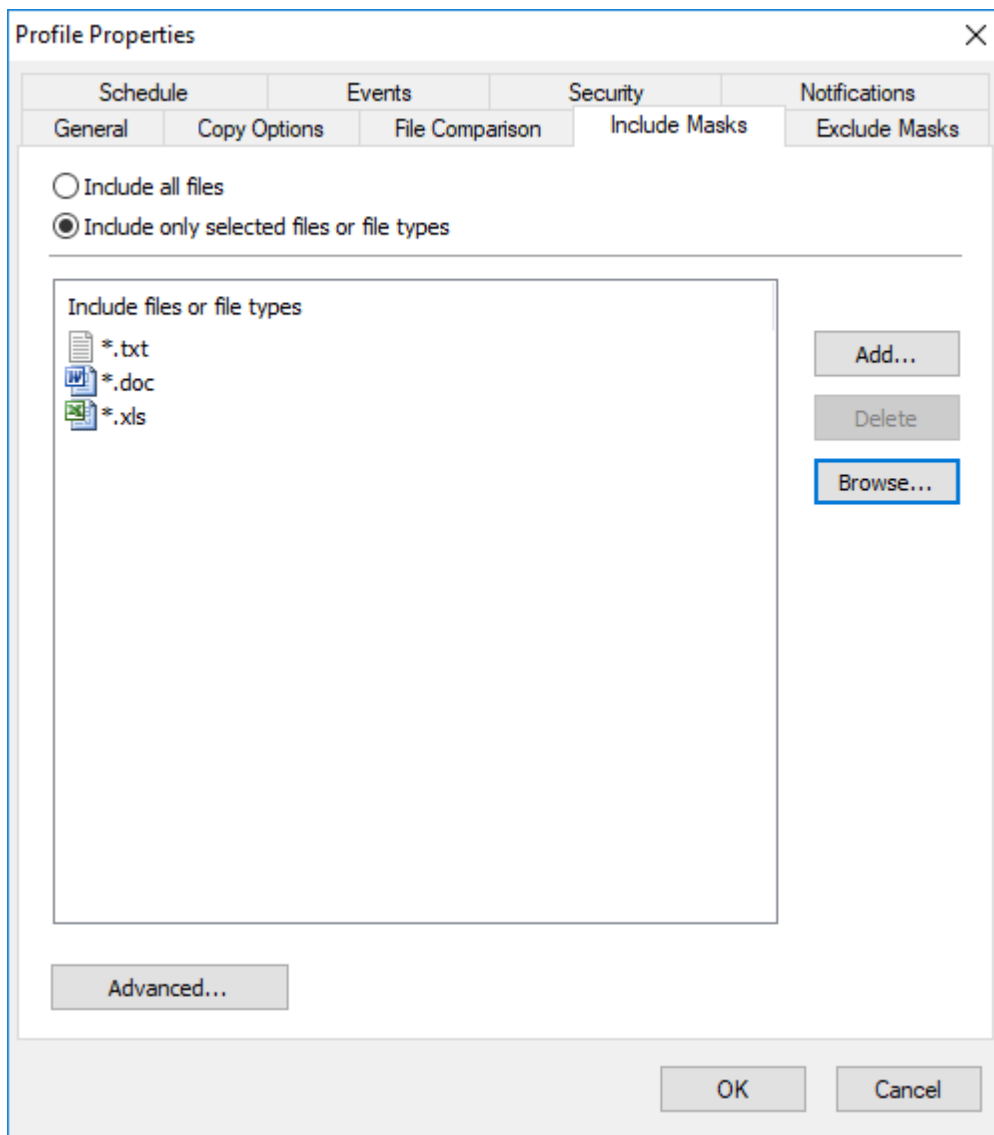 Profile Properties
Schedule Events Security Notifications
General Copy Options File Comparison Include Masks Exclude Masks
Include all files
Include only selected files or file types
Include files or file types
*.txt
*.doc
*.xls
Add...
Delete
Browse...
Advanced...
OK Cancel